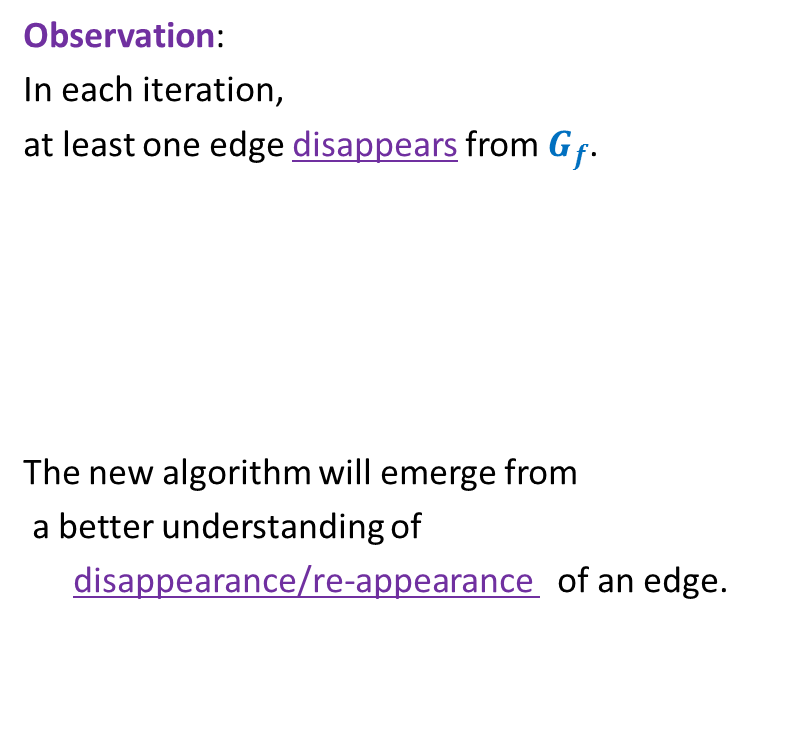 Observation:
In each iteration,
at least one edge disappears from G_f.
The new algorithm will emerge from
a better understanding of
disappearance/re-appearance of an edge.